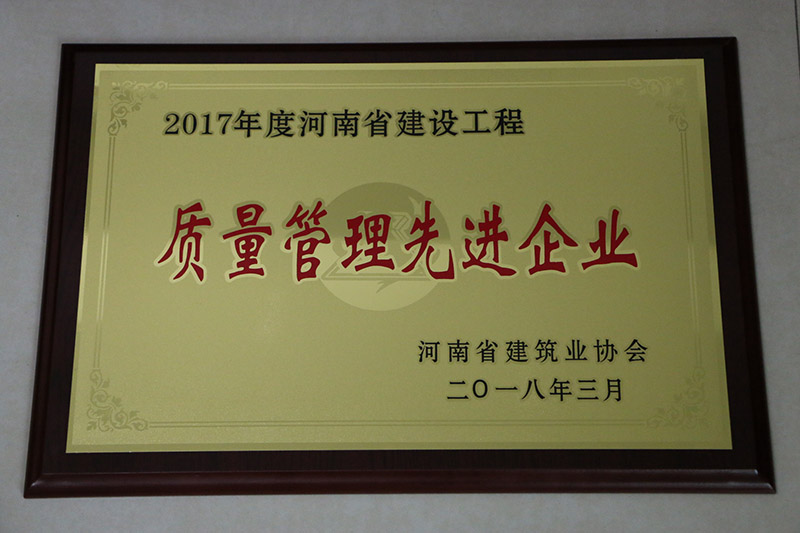 2017年度河南省建设工程
质量管理先进企业
河南省建筑业协会
二〇一八年三月